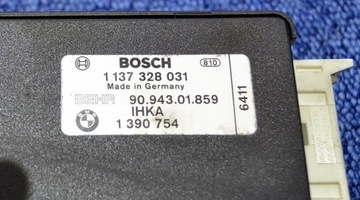 BOSCH 810
1 137 328 031
Made in Germany
BEHR 90.943.01.859
IHKA
1 390 754
6411